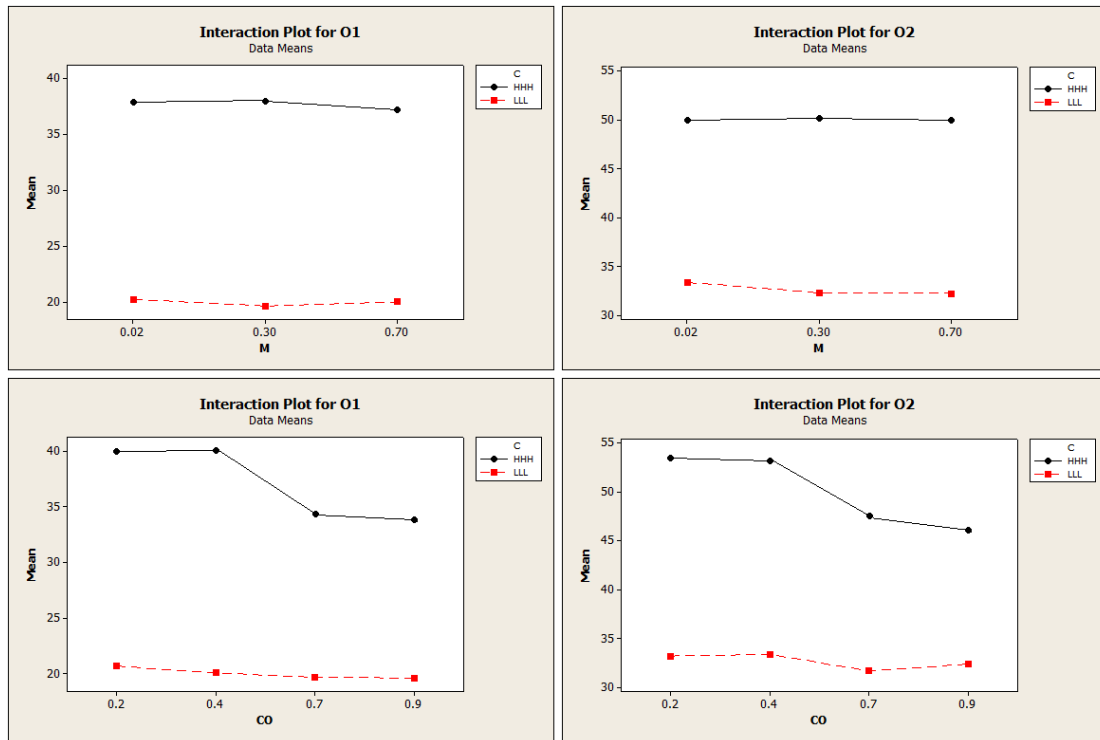 Interaction Plot for O1
Data Means
C
HHH
LLL
Mean
40
35
30
25
20
0.02 0.30 0.70
M
Interaction Plot for O2
Data Means
C
HHH
LLL
Mean
55
50
45
40
35
30
0.02 0.30 0.70
M
Interaction Plot for O1
Data Means
C
HHH
LLL
Mean
40
35
30
25
20
0.2 0.4 0.7 0.9
CO
Interaction Plot for O2
Data Means
C
HHH
LLL
Mean
55
50
45
40
35
30
0.2 0.4 0.7 0.9
CO